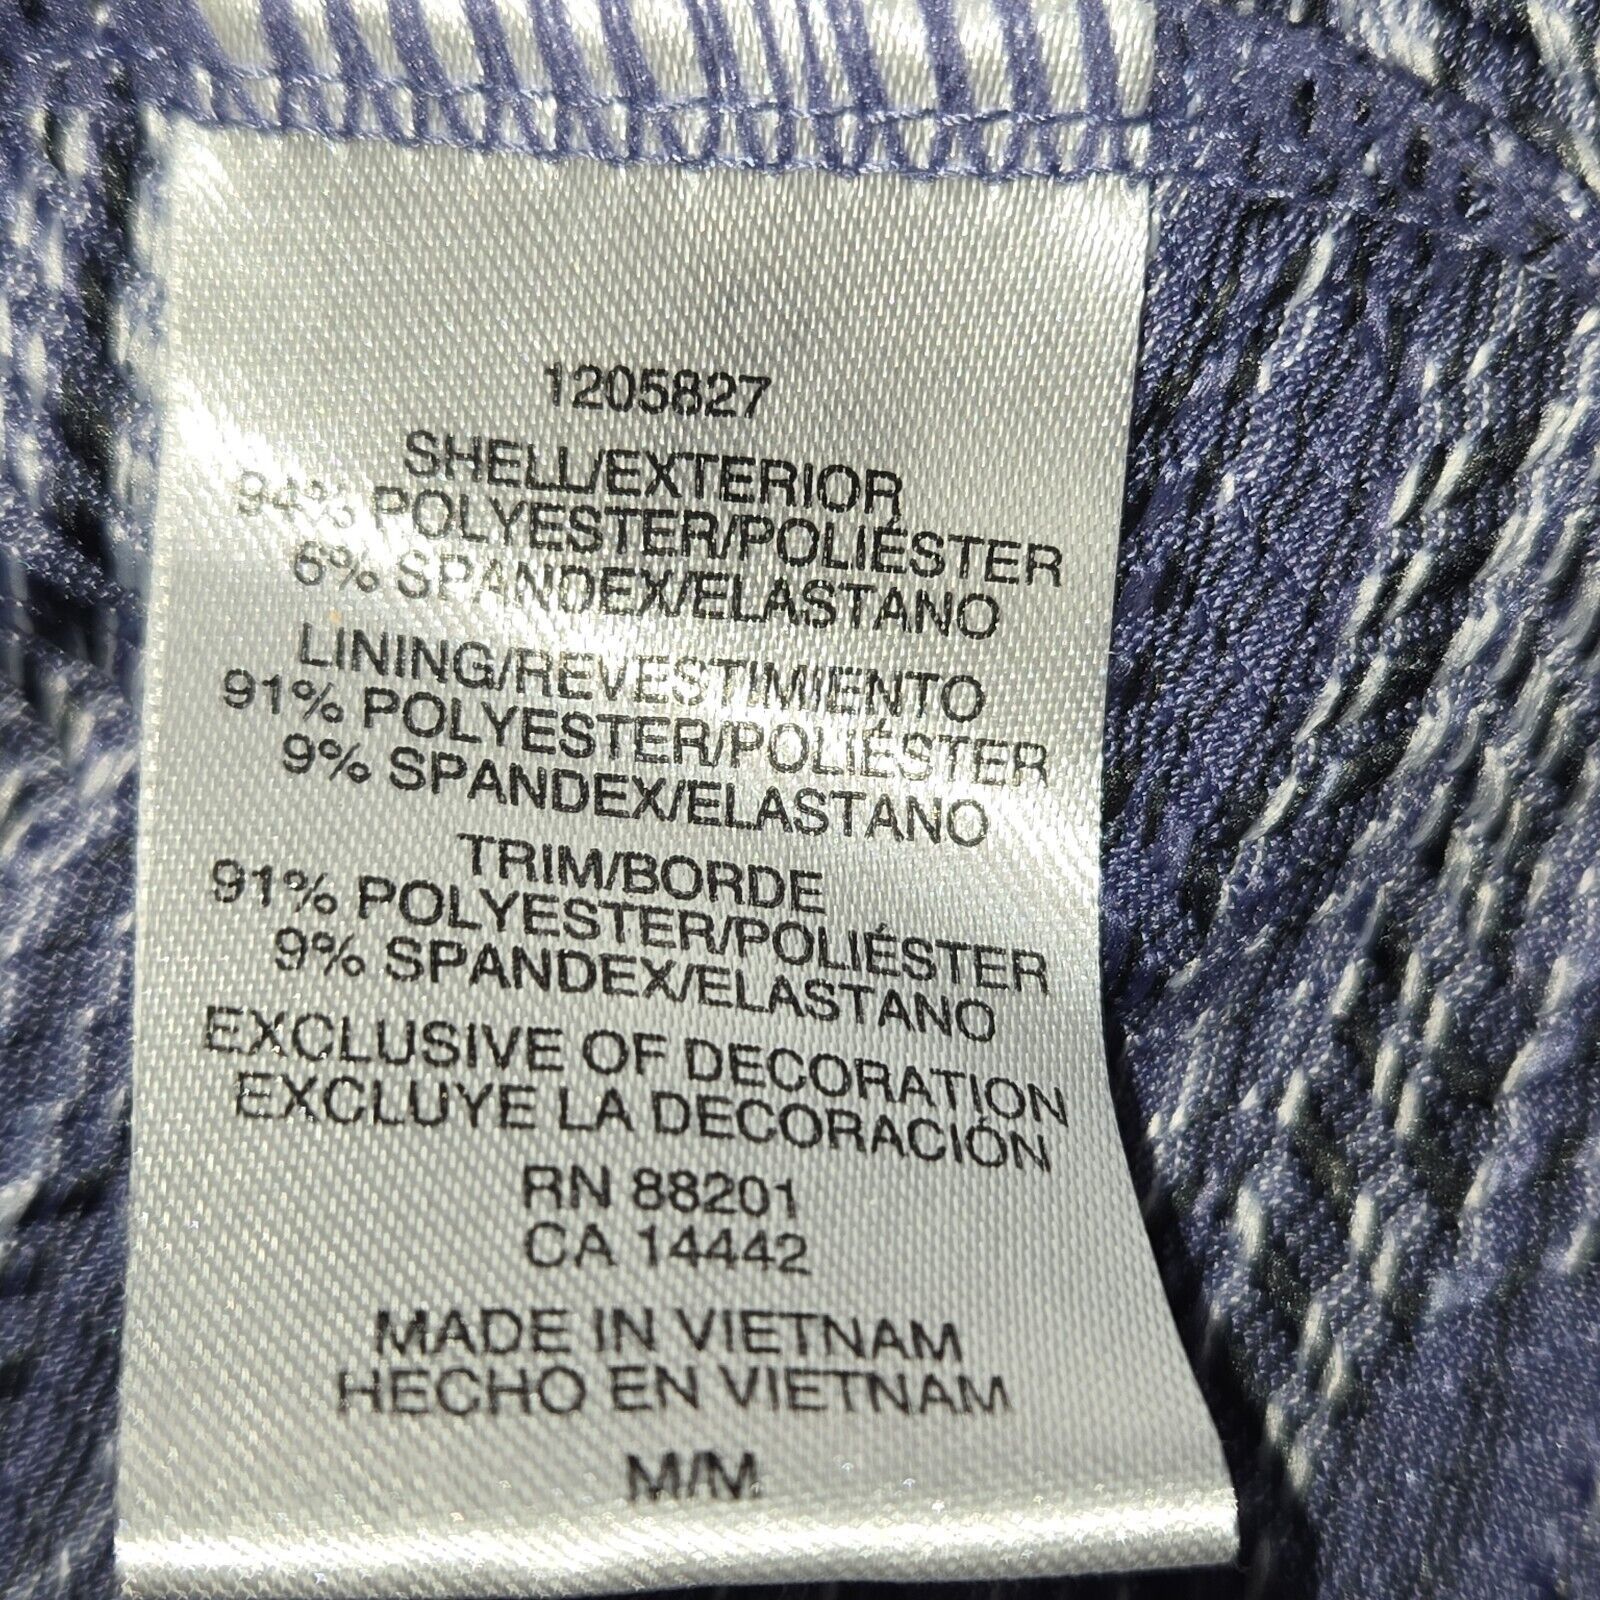 1205827
SHELL/EXTERIOR
94% POLYESTER/POLIÉSTER
6% SPANDEX/ELASTANO
LINING/REVESTIMIENTO
91% POLYESTER/POLIÉSTER
9% SPANDEX/ELASTANO
TRIM/BORDE
91% POLYESTER/POLIÉSTER
9% SPANDEX/ELASTANO
EXCLUSIVE OF DECORATION
EXCLUYE LA DECORACIÓN
RN 88201
CA 14442
MADE IN VIETNAM
HECHO EN VIETNAM
M/M